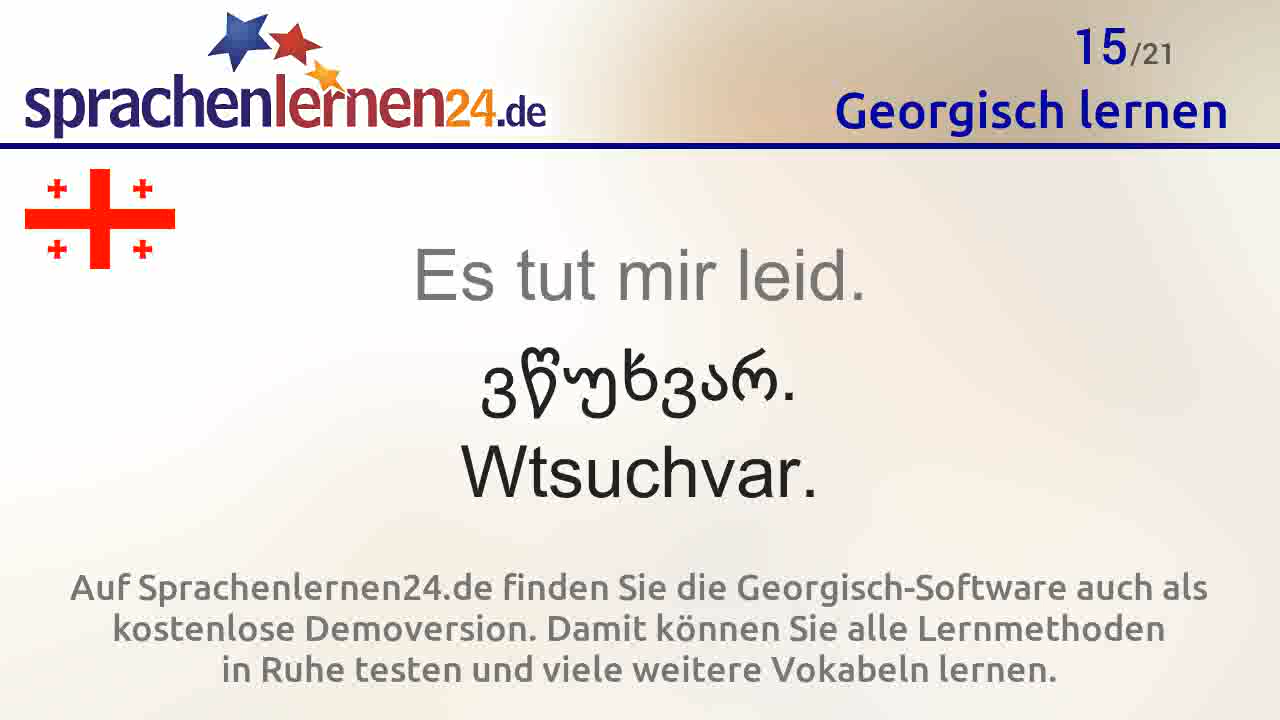 sprachenlernen24.de
15/21
Georgisch lernen
Es tut mir leid.
ვწუხვარ.
Wtsuchvar.
Auf Sprachenlernen24.de finden Sie die Georgisch-Software auch als
kostenlose Demoversion. Damit können Sie alle Lernmethoden
in Ruhe testen und viele weitere Vokabeln lernen.